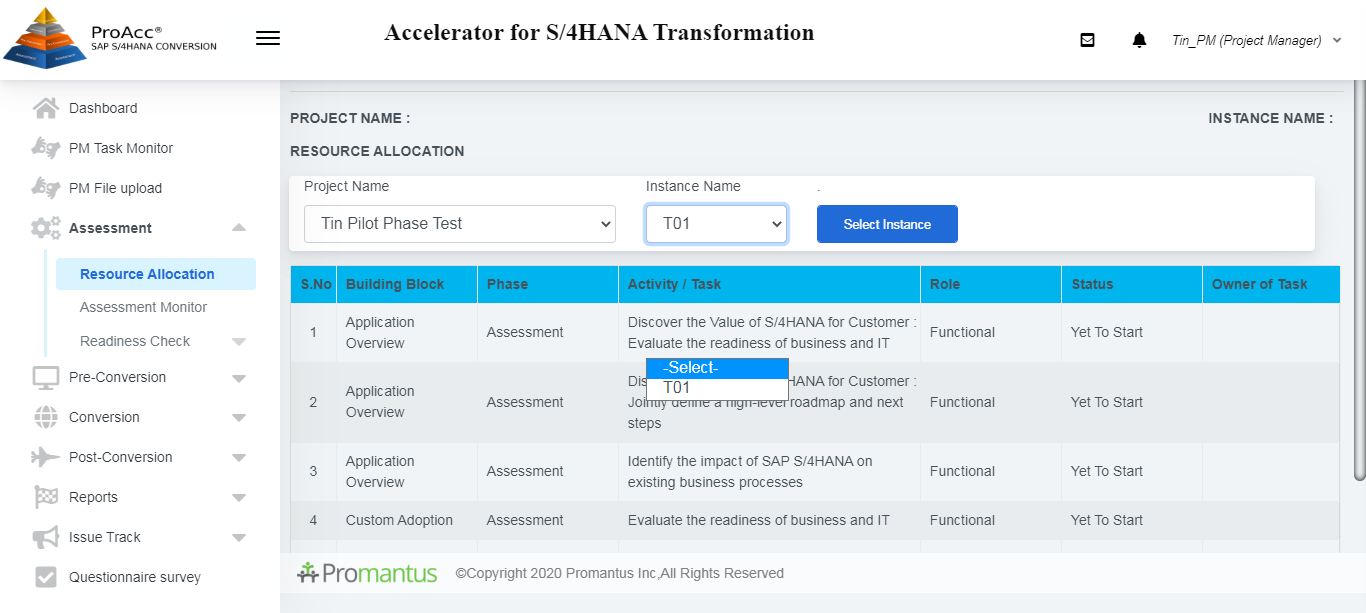 ProAcc®
SAP S/4HANA CONVERSION
Accelerator for S/4HANA Transformation
Tin_PM (Project Manager)
Dashboard
PM Task Monitor
PM File upload
Assessment
Resource Allocation
Assessment Monitor
Readiness Check
Pre-Conversion
Conversion
Post-Conversion
Reports
Issue Track
Questionnaire survey
PROJECT NAME :
INSTANCE NAME :
RESOURCE ALLOCATION
Project Name
Instance Name
.
Tin Pilot Phase Test
T01
Select Instance
S.No Building Block Phase Activity / Task Role Status Owner of Task
1 Application Overview Assessment Discover the Value of S/4HANA for Customer :
Evaluate the readiness of business and IT Functional Yet To Start
-Select-
T01
2 Application Overview Assessment HANA for Customer :
Jointly define a high-level roadmap and next
steps Functional Yet To Start
3 Application Overview Assessment Identify the impact of SAP S/4HANA on
existing business processes Functional Yet To Start
4 Custom Adoption Assessment Evaluate the readiness of business and IT Functional Yet To Start
Promantus
©Copyright 2020 Promantus Inc,All Rights Reserved